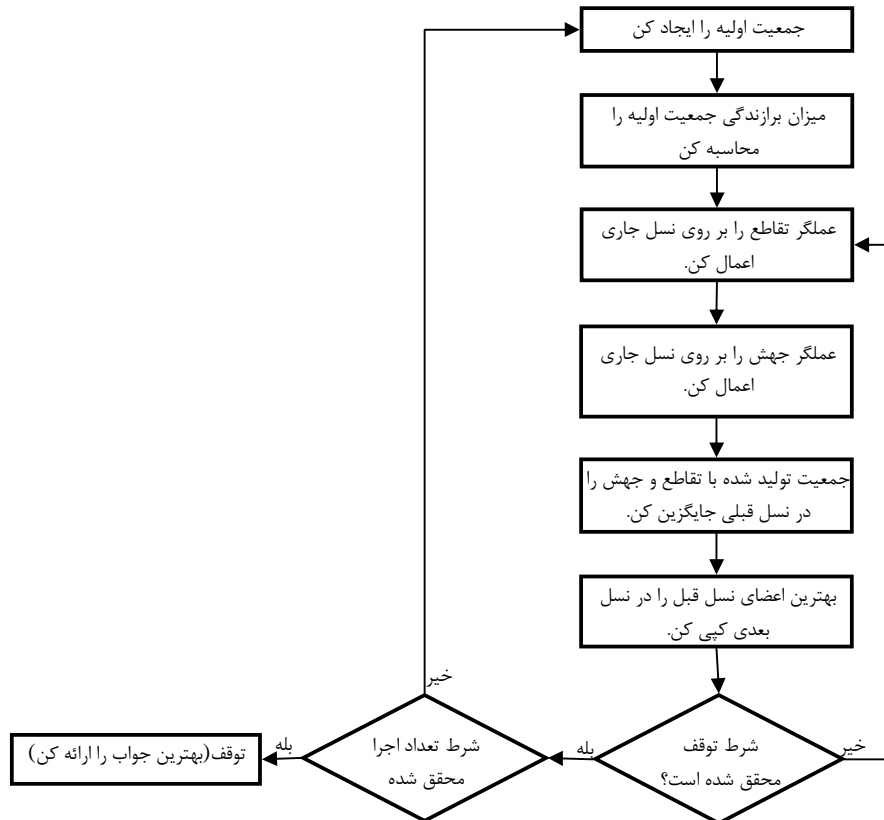 جمعیت اولیه را ایجاد کن
میزان برازندگی جمعیت اولیه را
محاسبه کن
عملگر تقاطع را بر روی نسل جاری
اعمال کن.
عملگر جهش را بر روی نسل جاری
اعمال کن.
جمعیت تولید شده با تقاطع و جهش را
در نسل قبلی جایگزین کن.
بهترین اعضای نسل قبل را در نسل
بعدی کپی کن.
خیر
شرط توقف
محقق شده است؟
بله
خیر
شرط تعداد اجرا
محقق شده
بله
توقف(بهترین جواب را ارائه کن)